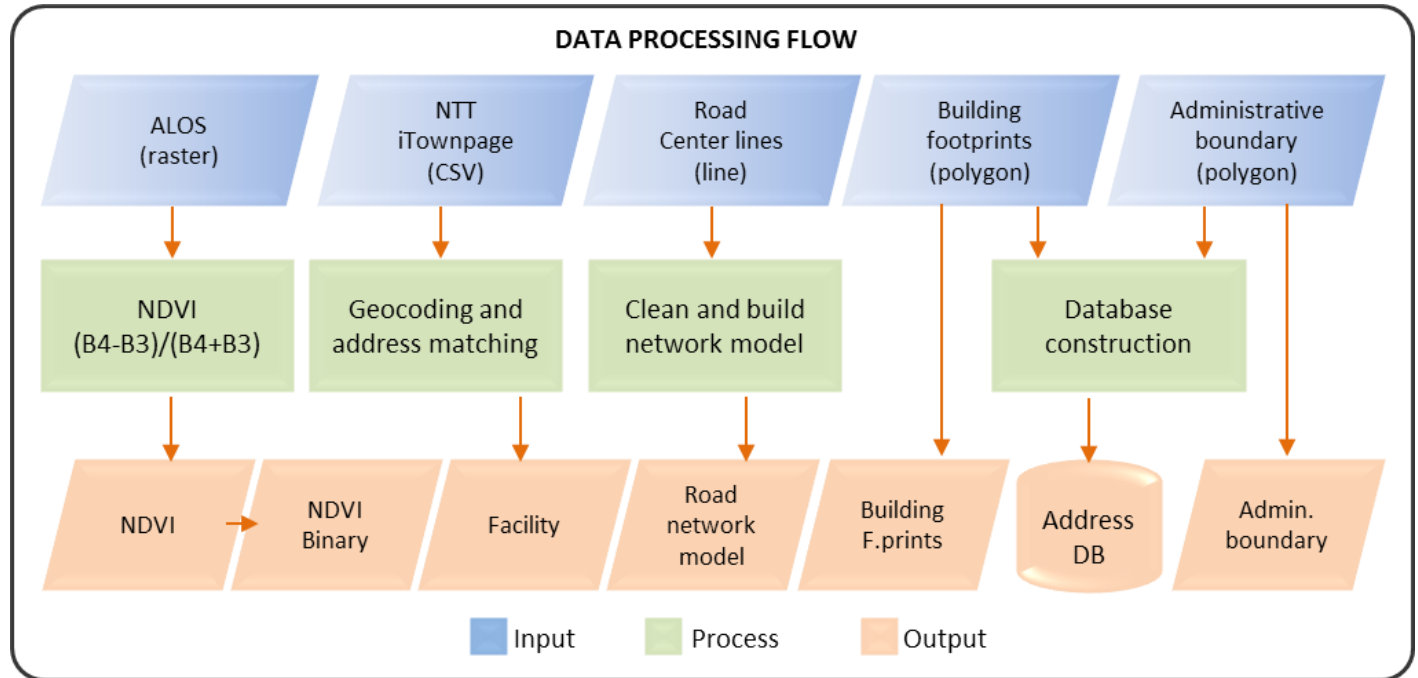 DATA PROCESSING FLOW
ALOS
(raster)
NTT
iTownpage
(CSV)
Road
Center lines
(line)
Building
footprints
(polygon)
Administrative
boundary
(polygon)
NDVI
(B4-B3)/(B4+B3)
Geocoding and
address matching
Clean and build
network model
Database
construction
NDVI
NDVI
Binary
Facility
Road
network
model
Building
F.prints
Address
DB
Admin.
boundary
Input
Process
Output